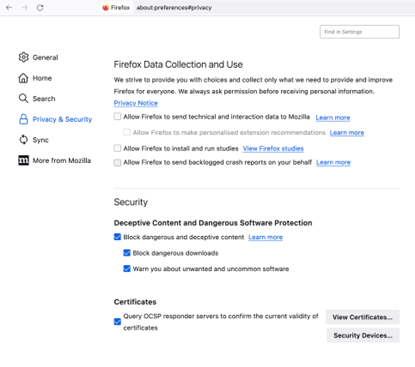 Firefox
about:preferences#privacy
Find in Settings
General
Home
Search
Privacy & Security
Sync
More from Mozilla
Firefox Data Collection and Use
We strive to provide you with choices and collect only what we need to provide and improve
Firefox for everyone. We always ask permission before receiving personal information.
Privacy Notice
Allow Firefox to send technical and interaction data to Mozilla Learn more
Allow Firefox to make personalised extension recommendations Learn more
Allow Firefox to install and run studies View Firefox studies
Allow Firefox to send backlogged crash reports on your behalf Learn more
Security
Deceptive Content and Dangerous Software Protection
Block dangerous and deceptive content Learn more
Block dangerous downloads
Warn you about unwanted and uncommon software
Certificates
Query OCSP responder servers to confirm the current validity of
certificates
View Certificates...
Security Devices...